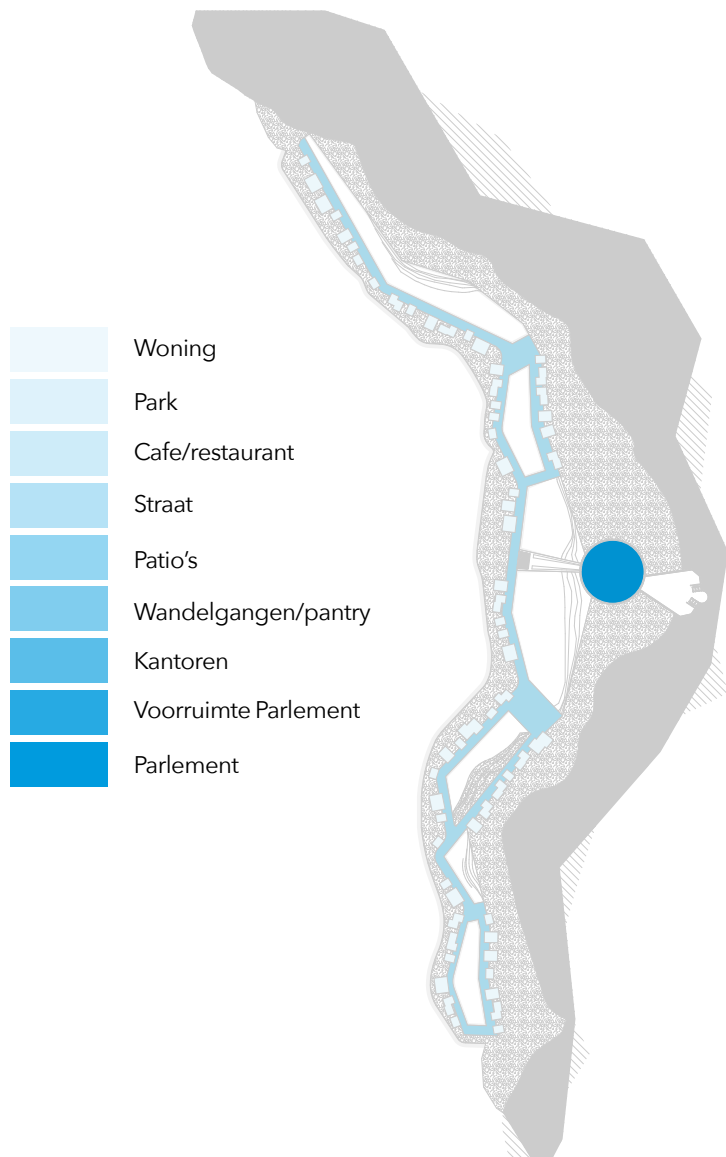 Woning
Park
Cafe/restaurant
Straat
Patio's
Wandelgangen/pantry
Kantoren
Voorruimte Parlement
Parlement